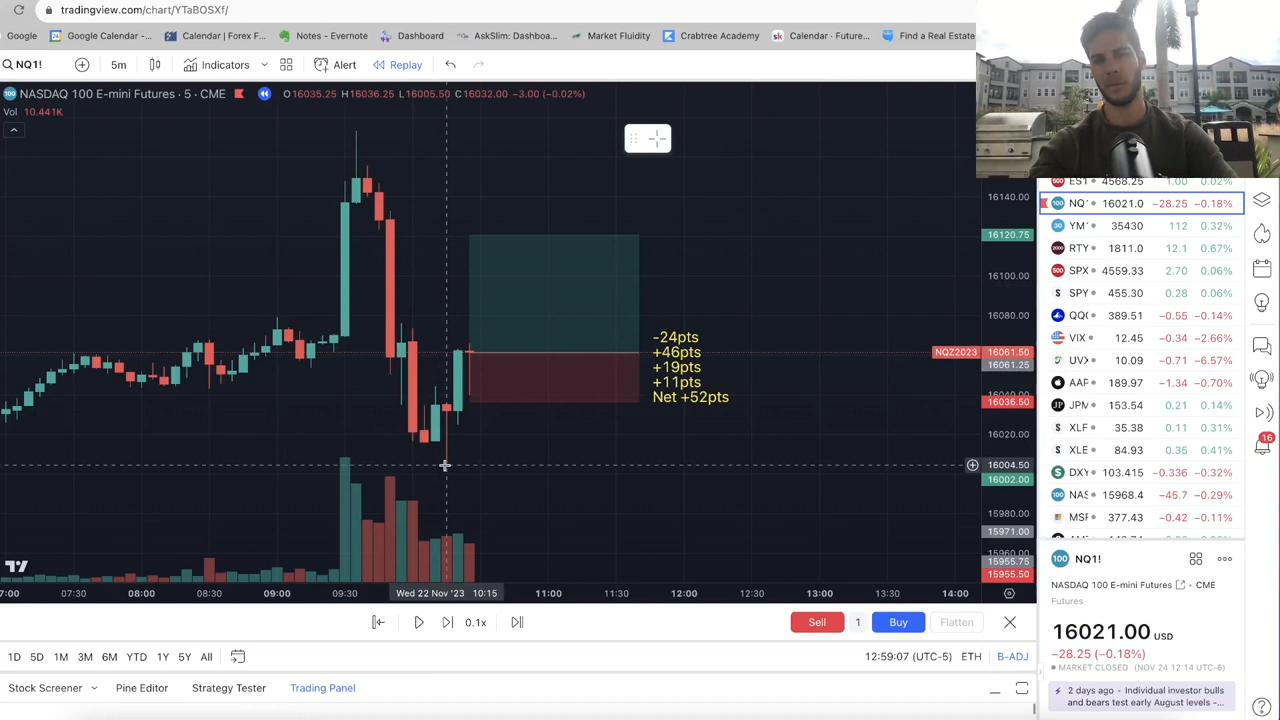 tradingview.com/chart/YTaBOSXf/
Google Google Calendar -... Calendar | Forex F... Notes - Evernote Dashboard AskSlim: Dashboa... Market Fluidity Crabtree Academy Calendar · Future... Find a Real Estate
NQ1! 5m Indicators Alert Replay
NASDAQ 100 E-mini Futures · 5 · CME O16035.25 H16036.25 L16005.50 C16032.00 −3.00 (−0.02%)
Vol 10.441K
16140.00
16120.75
16100.00
16080.00
NQZ2023 16061.50
16061.25
16036.50
16020.00
16004.50
16002.00
15980.00
15971.00
15960.00
15955.75
15955.50
-24pts
+46pts
+19pts
+11pts
Net +52pts
7:00 07:30 08:00 08:30 09:00 09:30 Wed 22 Nov '23 10:15 11:00 11:30 12:00 12:30 13:00 13:30 14:00
0.1x Sell 1 Buy Flatten
1D 5D 1M 3M 6M YTD 1Y 5Y All 12:59:07 (UTC-5) ETH B-ADJ
Stock Screener Pine Editor Strategy Tester Trading Panel
ES1 4568.25 1.00 0.02%
NQ 16021.0 −28.25 −0.18%
YM 35430 112 0.32%
RTY 1811.0 12.1 0.67%
SPX 4559.33 2.70 0.06%
SPY 455.30 0.28 0.06%
QQC 389.51 −0.55 −0.14%
VIX 12.45 −0.34 −2.66%
UVX 10.09 −0.71 −6.57%
AAP 189.97 −1.34 −0.70%
JPM 153.54 0.21 0.14%
XLF 35.38 0.11 0.31%
XLE 84.93 0.35 0.41%
DXY 103.415 −0.336 −0.32%
NAS 15968.4 −45.7 −0.29%
MSF 377.43 −0.42 −0.11%
16
NQ1!
NASDAQ 100 E-mini Futures · CME
Futures
16021.00 USD
−28.25 (−0.18%)
MARKET CLOSED (NOV 24 12:14 UTC-6)
2 days ago · Individual investor bulls
and bears test early August levels -...